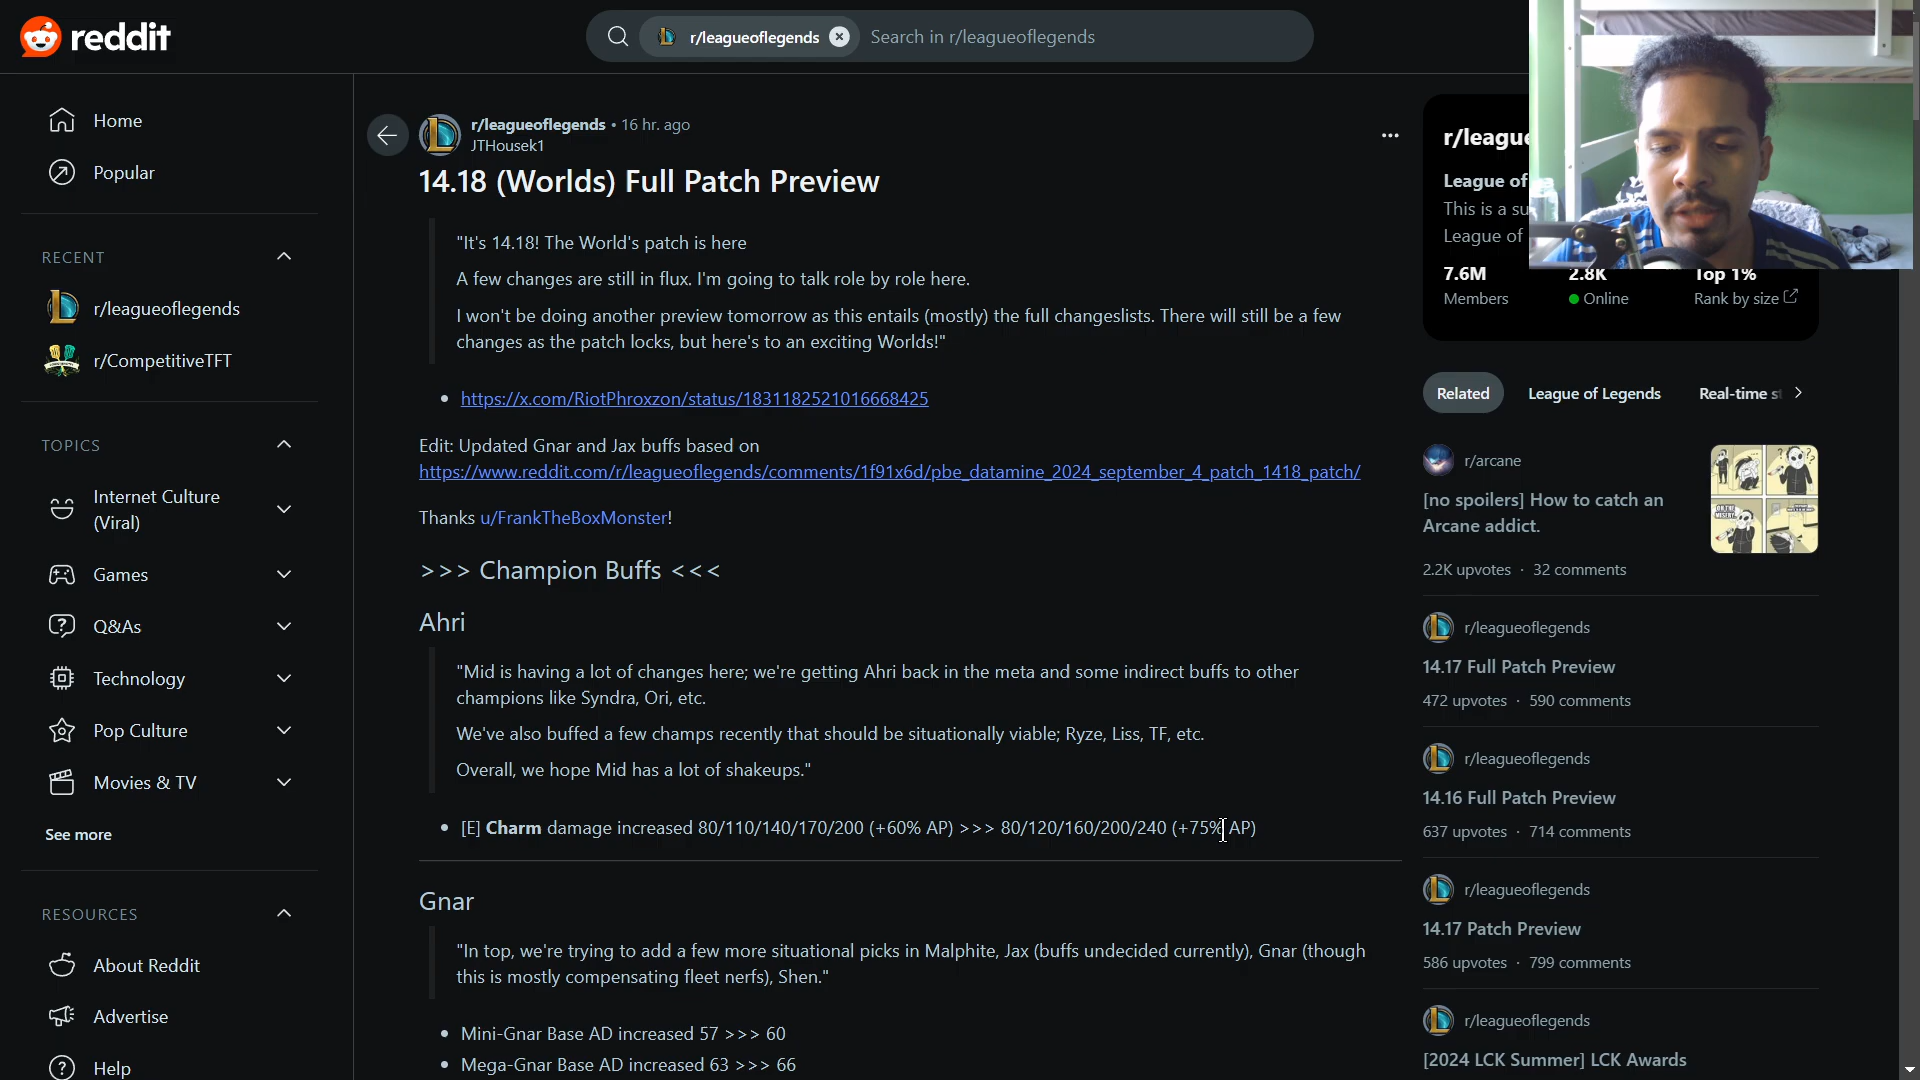 reddit
r/leagueoflegends
Search in r/leagueoflegends
Home
Popular
RECENT
r/leagueoflegends
r/CompetitiveTFT
TOPICS
Internet Culture
(Viral)
Games
Q&As
Technology
Pop Culture
Movies & TV
See more
RESOURCES
About Reddit
Advertise
Help
r/leagueoflegends • 16 hr. ago
JTHousek1
14.18 (Worlds) Full Patch Preview
"It's 14.18! The World's patch is here
A few changes are still in flux. I'm going to talk role by role here.
I won't be doing another preview tomorrow as this entails (mostly) the full changeslists. There will still be a few
changes as the patch locks, but here's to an exciting Worlds!"
• https://x.com/RiotPhroxzon/status/1831182521016668425
Edit: Updated Gnar and Jax buffs based on
https://www.reddit.com/r/leagueoflegends/comments/1f91x6d/pbe_datamine_2024_september_4_patch_1418_patch/
Thanks u/FrankTheBoxMonster!
>>> Champion Buffs <<<
Ahri
"Mid is having a lot of changes here; we're getting Ahri back in the meta and some indirect buffs to other
champions like Syndra, Ori, etc.
We've also buffed a few champs recently that should be situationally viable; Ryze, Liss, TF, etc.
Overall, we hope Mid has a lot of shakeups."
• [E] Charm damage increased 80/110/140/170/200 (+60% AP) >>> 80/120/160/200/240 (+75% AP)
Gnar
"In top, we're trying to add a few more situational picks in Malphite, Jax (buffs undecided currently), Gnar (though
this is mostly compensating fleet nerfs), Shen."
• Mini-Gnar Base AD increased 57 >>> 60
• Mega-Gnar Base AD increased 63 >>> 66
r/league
League of
This is a su
League of
7.6M
Members
2.8K
Online
Top 1%
Rank by size
Related
League of Legends
Real-time st
r/arcane
[no spoilers] How to catch an
Arcane addict.
2.2K upvotes · 32 comments
r/leagueoflegends
14.17 Full Patch Preview
472 upvotes · 590 comments
r/leagueoflegends
14.16 Full Patch Preview
637 upvotes · 714 comments
r/leagueoflegends
14.17 Patch Preview
586 upvotes · 799 comments
r/leagueoflegends
[2024 LCK Summer] LCK Awards